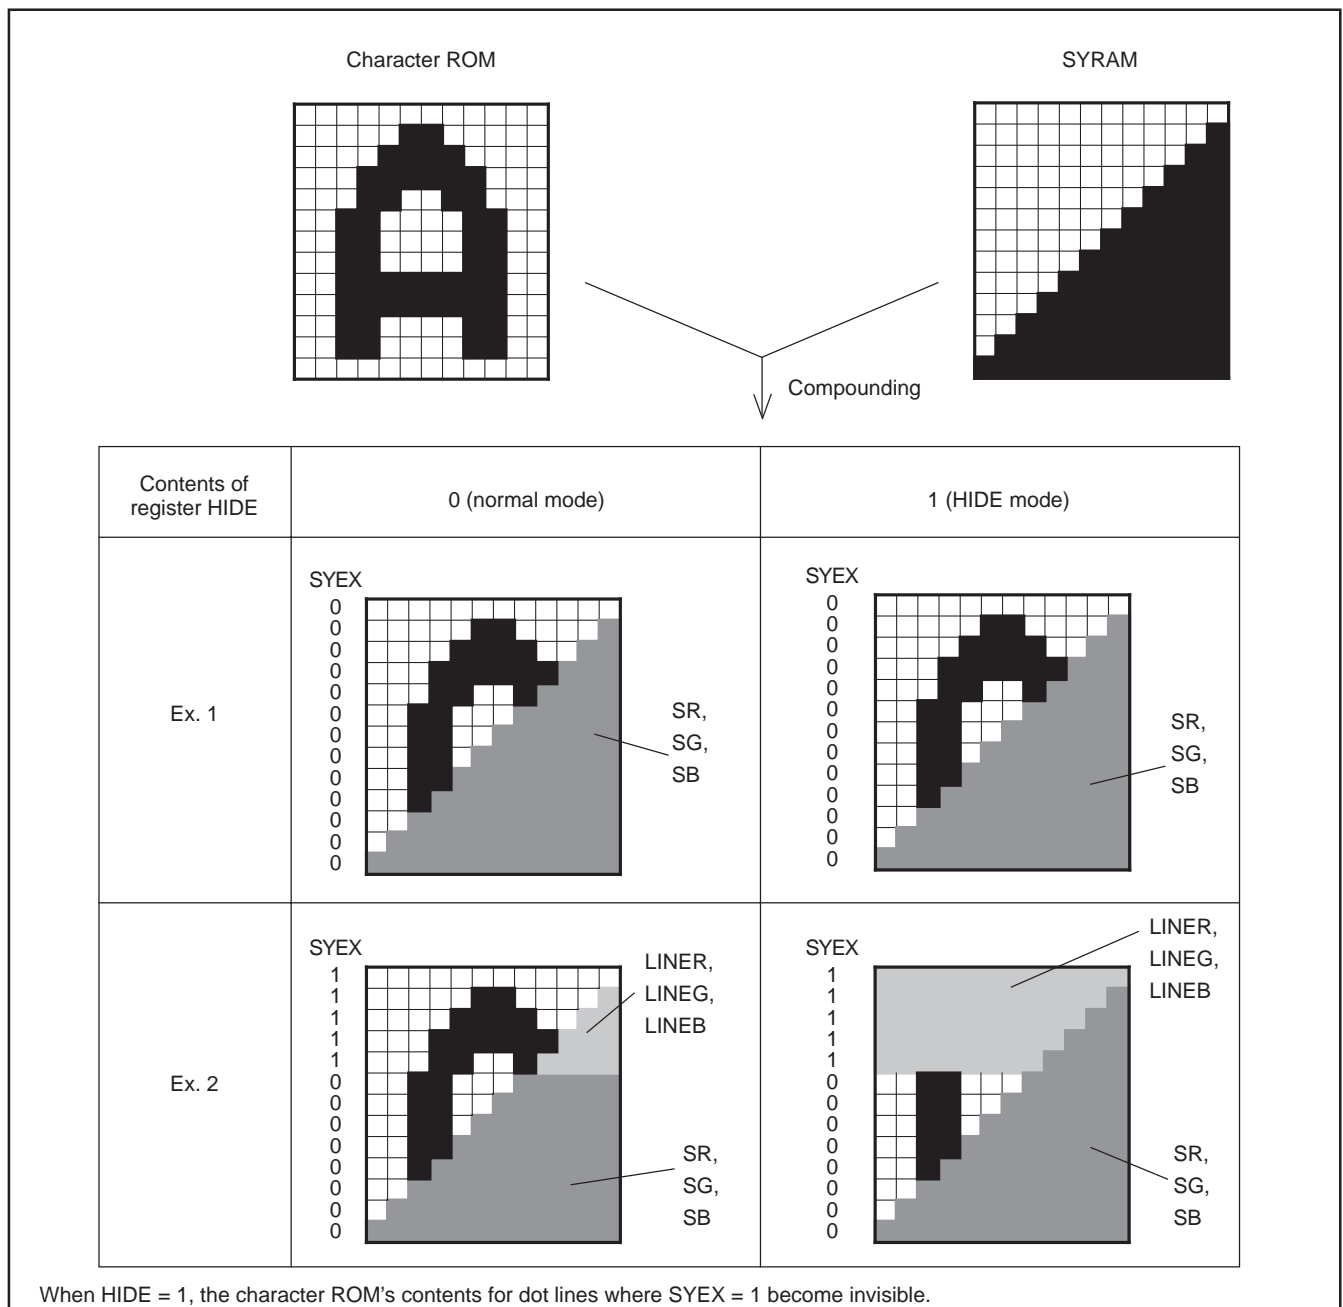 Character ROM
SYRAM
Compounding
Contents of
register HIDE
0 (normal mode)
1 (HIDE mode)
Ex. 1
SYEX
0
0
0
0
0
0
0
0
0
0
0
0
0
SR,
SG,
SB
SYEX
0
0
0
0
0
0
0
0
0
0
0
0
0
SR,
SG,
SB
Ex. 2
SYEX
1
1
1
1
1
0
0
0
0
0
0
0
0
LINER,
LINEG,
LINEB
SR,
SG,
SB
SYEX
1
1
1
1
1
0
0
0
0
0
0
0
0
LINER,
LINEG,
LINEB
SR,
SG,
SB
When HIDE = 1, the character ROM's contents for dot lines where SYEX = 1 become invisible.